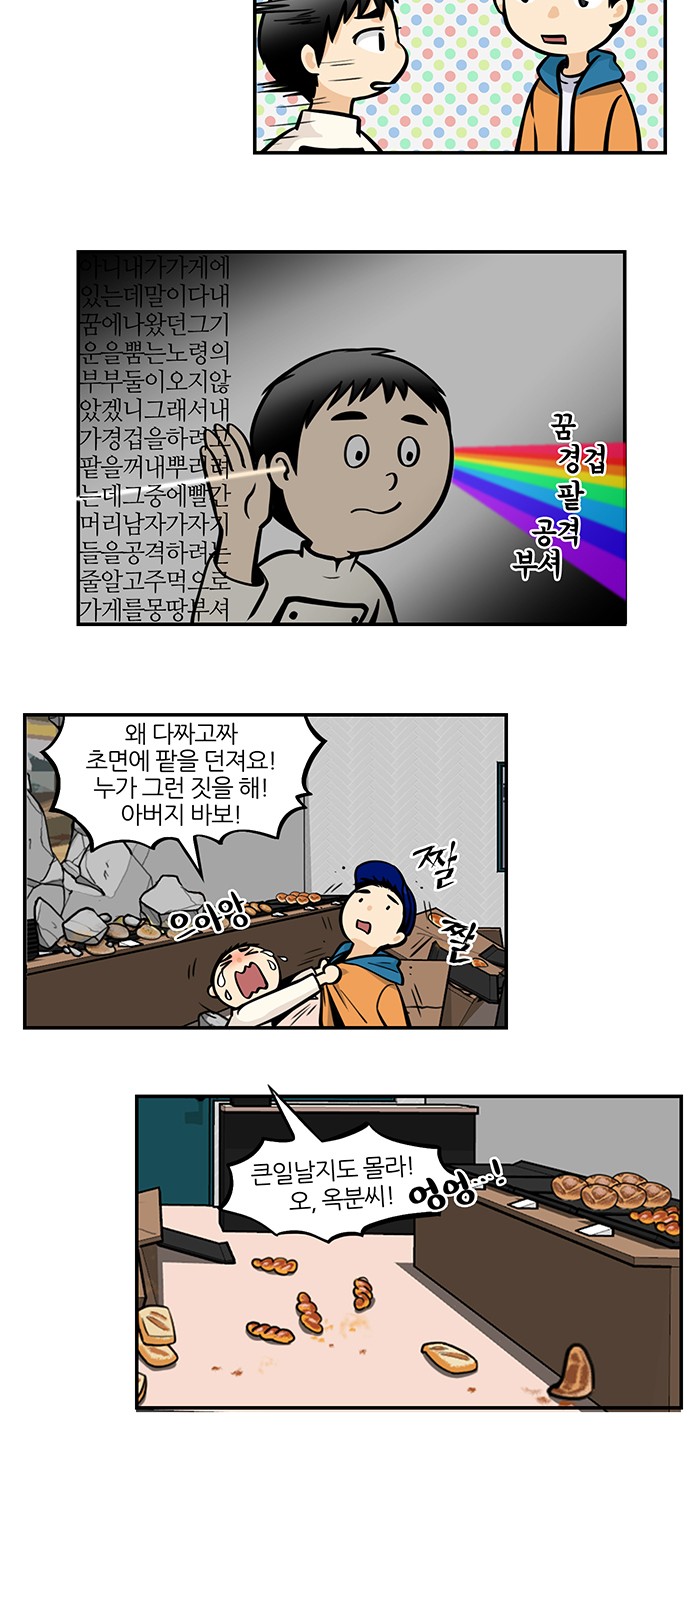 아니내가가게에
있는데말이다내
꿈에나왔던그기
운을뿜는노령의
부부둘이오지않
았겠니그래서내
가경겁을하려고
팥을꺼내뿌리려
는데그중에빨간
머리남자가자기
들을공격하려는
줄알고주먹으로
가게를몽땅부셔
꿈
경겁
팥
공격
부셔
왜 다짜고짜
초면에 팥을 던져요!
누가 그런 짓을 해!
아버지 바보!
으아앙
짤
짤
큰일날지도 몰라!
오, 옥분씨!
엉엉…!